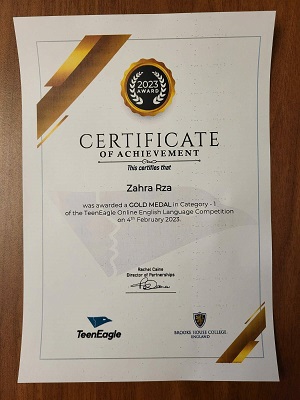 2023
AWARD
CERTIFICATE
OF ACHIEVEMENT
This certifies that
Zahra Rza
was awarded a GOLD MEDAL in Category - 1
of the TeenEagle Online English Language Competition
on 4th February 2023.
Rachel Caine
Director of Partnerships
TeenEagle
BROOKE HOUSE COLLEGE,
ENGLAND